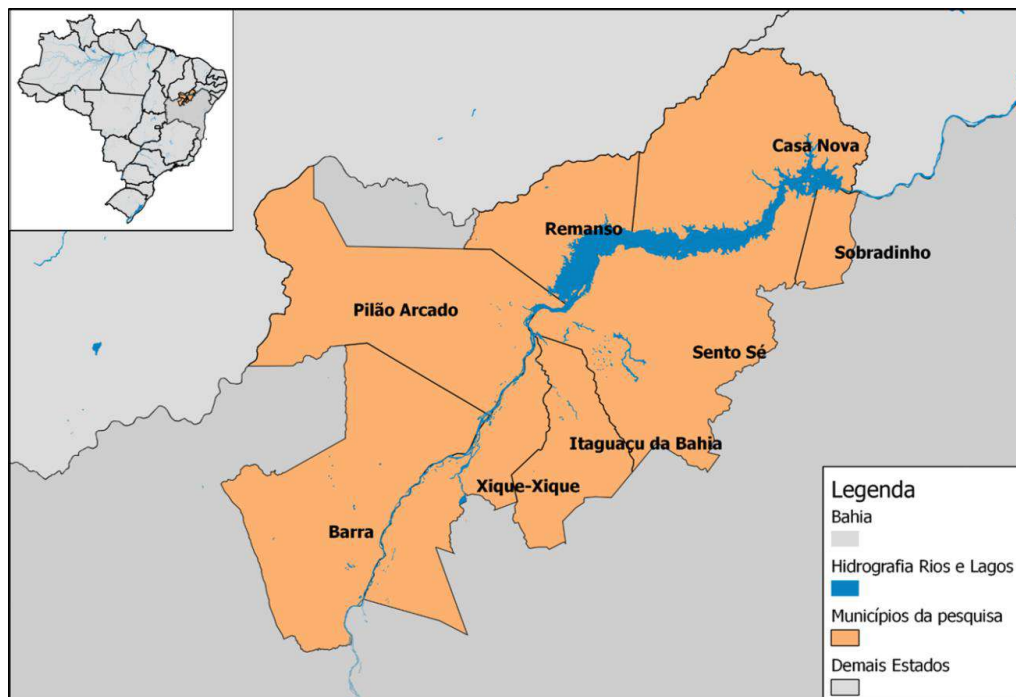 Casa Nova
Remanso
Sobradinho
Pilão Arcado
Sento Sé
Itaguaçu da Bahia
Xique-Xique
Barra
Legenda
Bahia
Hidrografia Rios e Lagos
Municípios da pesquisa
Demais Estados